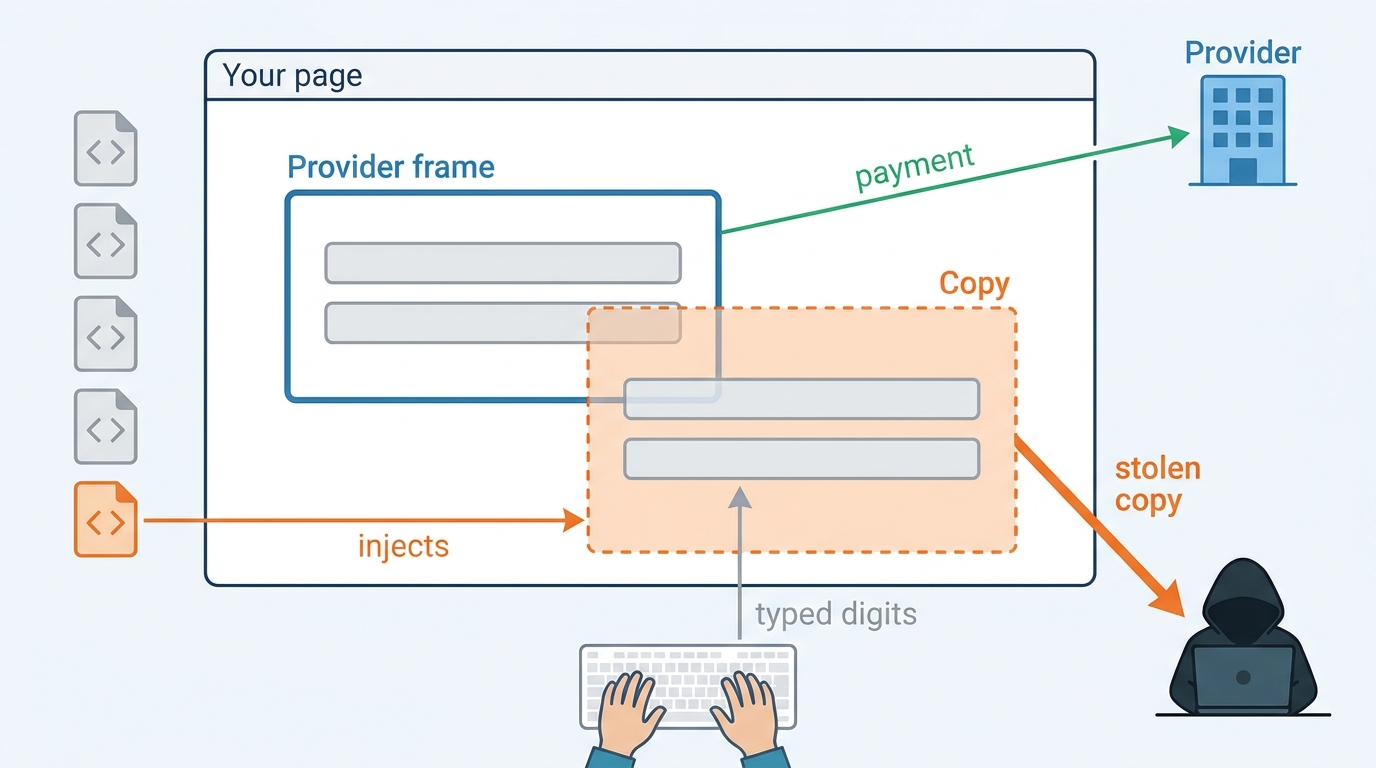 Provider
Your page
Provider frame
payment
Copy
stolen
copy
injects
typed digits